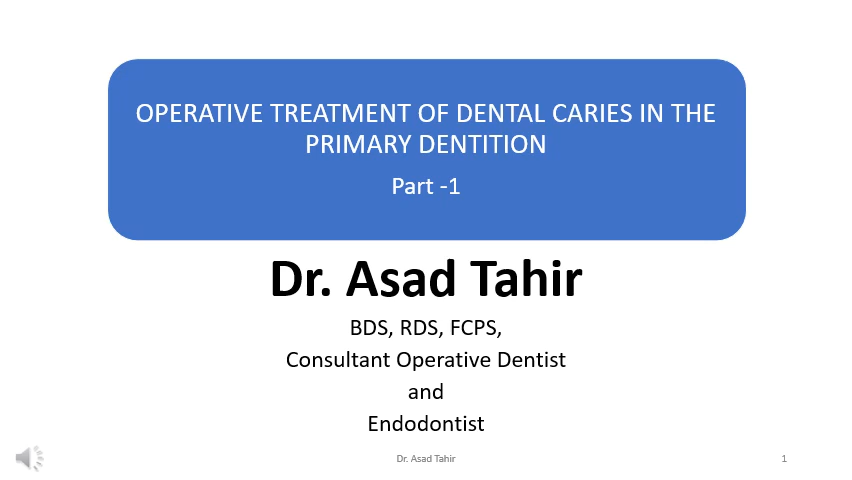 OPERATIVE TREATMENT OF DENTAL CARIES IN THE
PRIMARY DENTITION
Part -1
Dr. Asad Tahir
BDS, RDS, FCPS,
Consultant Operative Dentist
and
Endodontist
Dr. Asad Tahir
1